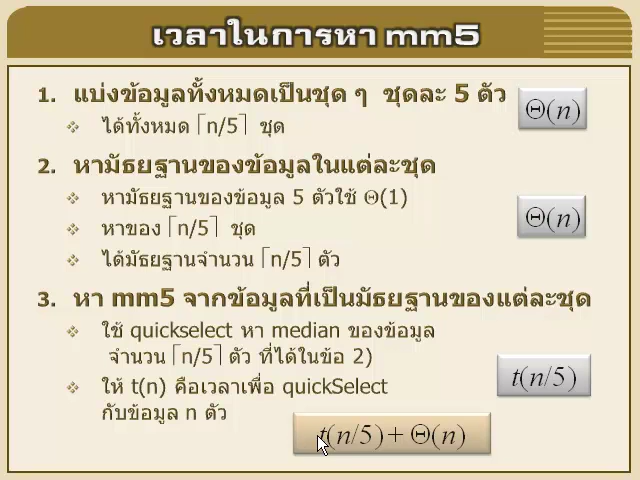 เวลาในการหา mm5
1. แบ่งข้อมูลทั้งหมดเป็นชุด ๆ ชุดละ 5 ตัว
Θ(n)
ได้ทั้งหมด ⌈n/5⌉ ชุด
2. หามัธยฐานของข้อมูลในแต่ละชุด
หามัธยฐานของข้อมูล 5 ตัวใช้ Θ(1)
Θ(n)
หาของ ⌈n/5⌉ ชุด
ได้มัธยฐานจำนวน ⌈n/5⌉ ตัว
3. หา mm5 จากข้อมูลที่เป็นมัธยฐานของแต่ละชุด
ใช้ quickselect หา median ของข้อมูล
จำนวน ⌈n/5⌉ ตัว ที่ได้ในข้อ 2)
t(n/5)
ให้ t(n) คือเวลาเพื่อ quickSelect
กับข้อมูล n ตัว
t(n/5) + Θ(n)